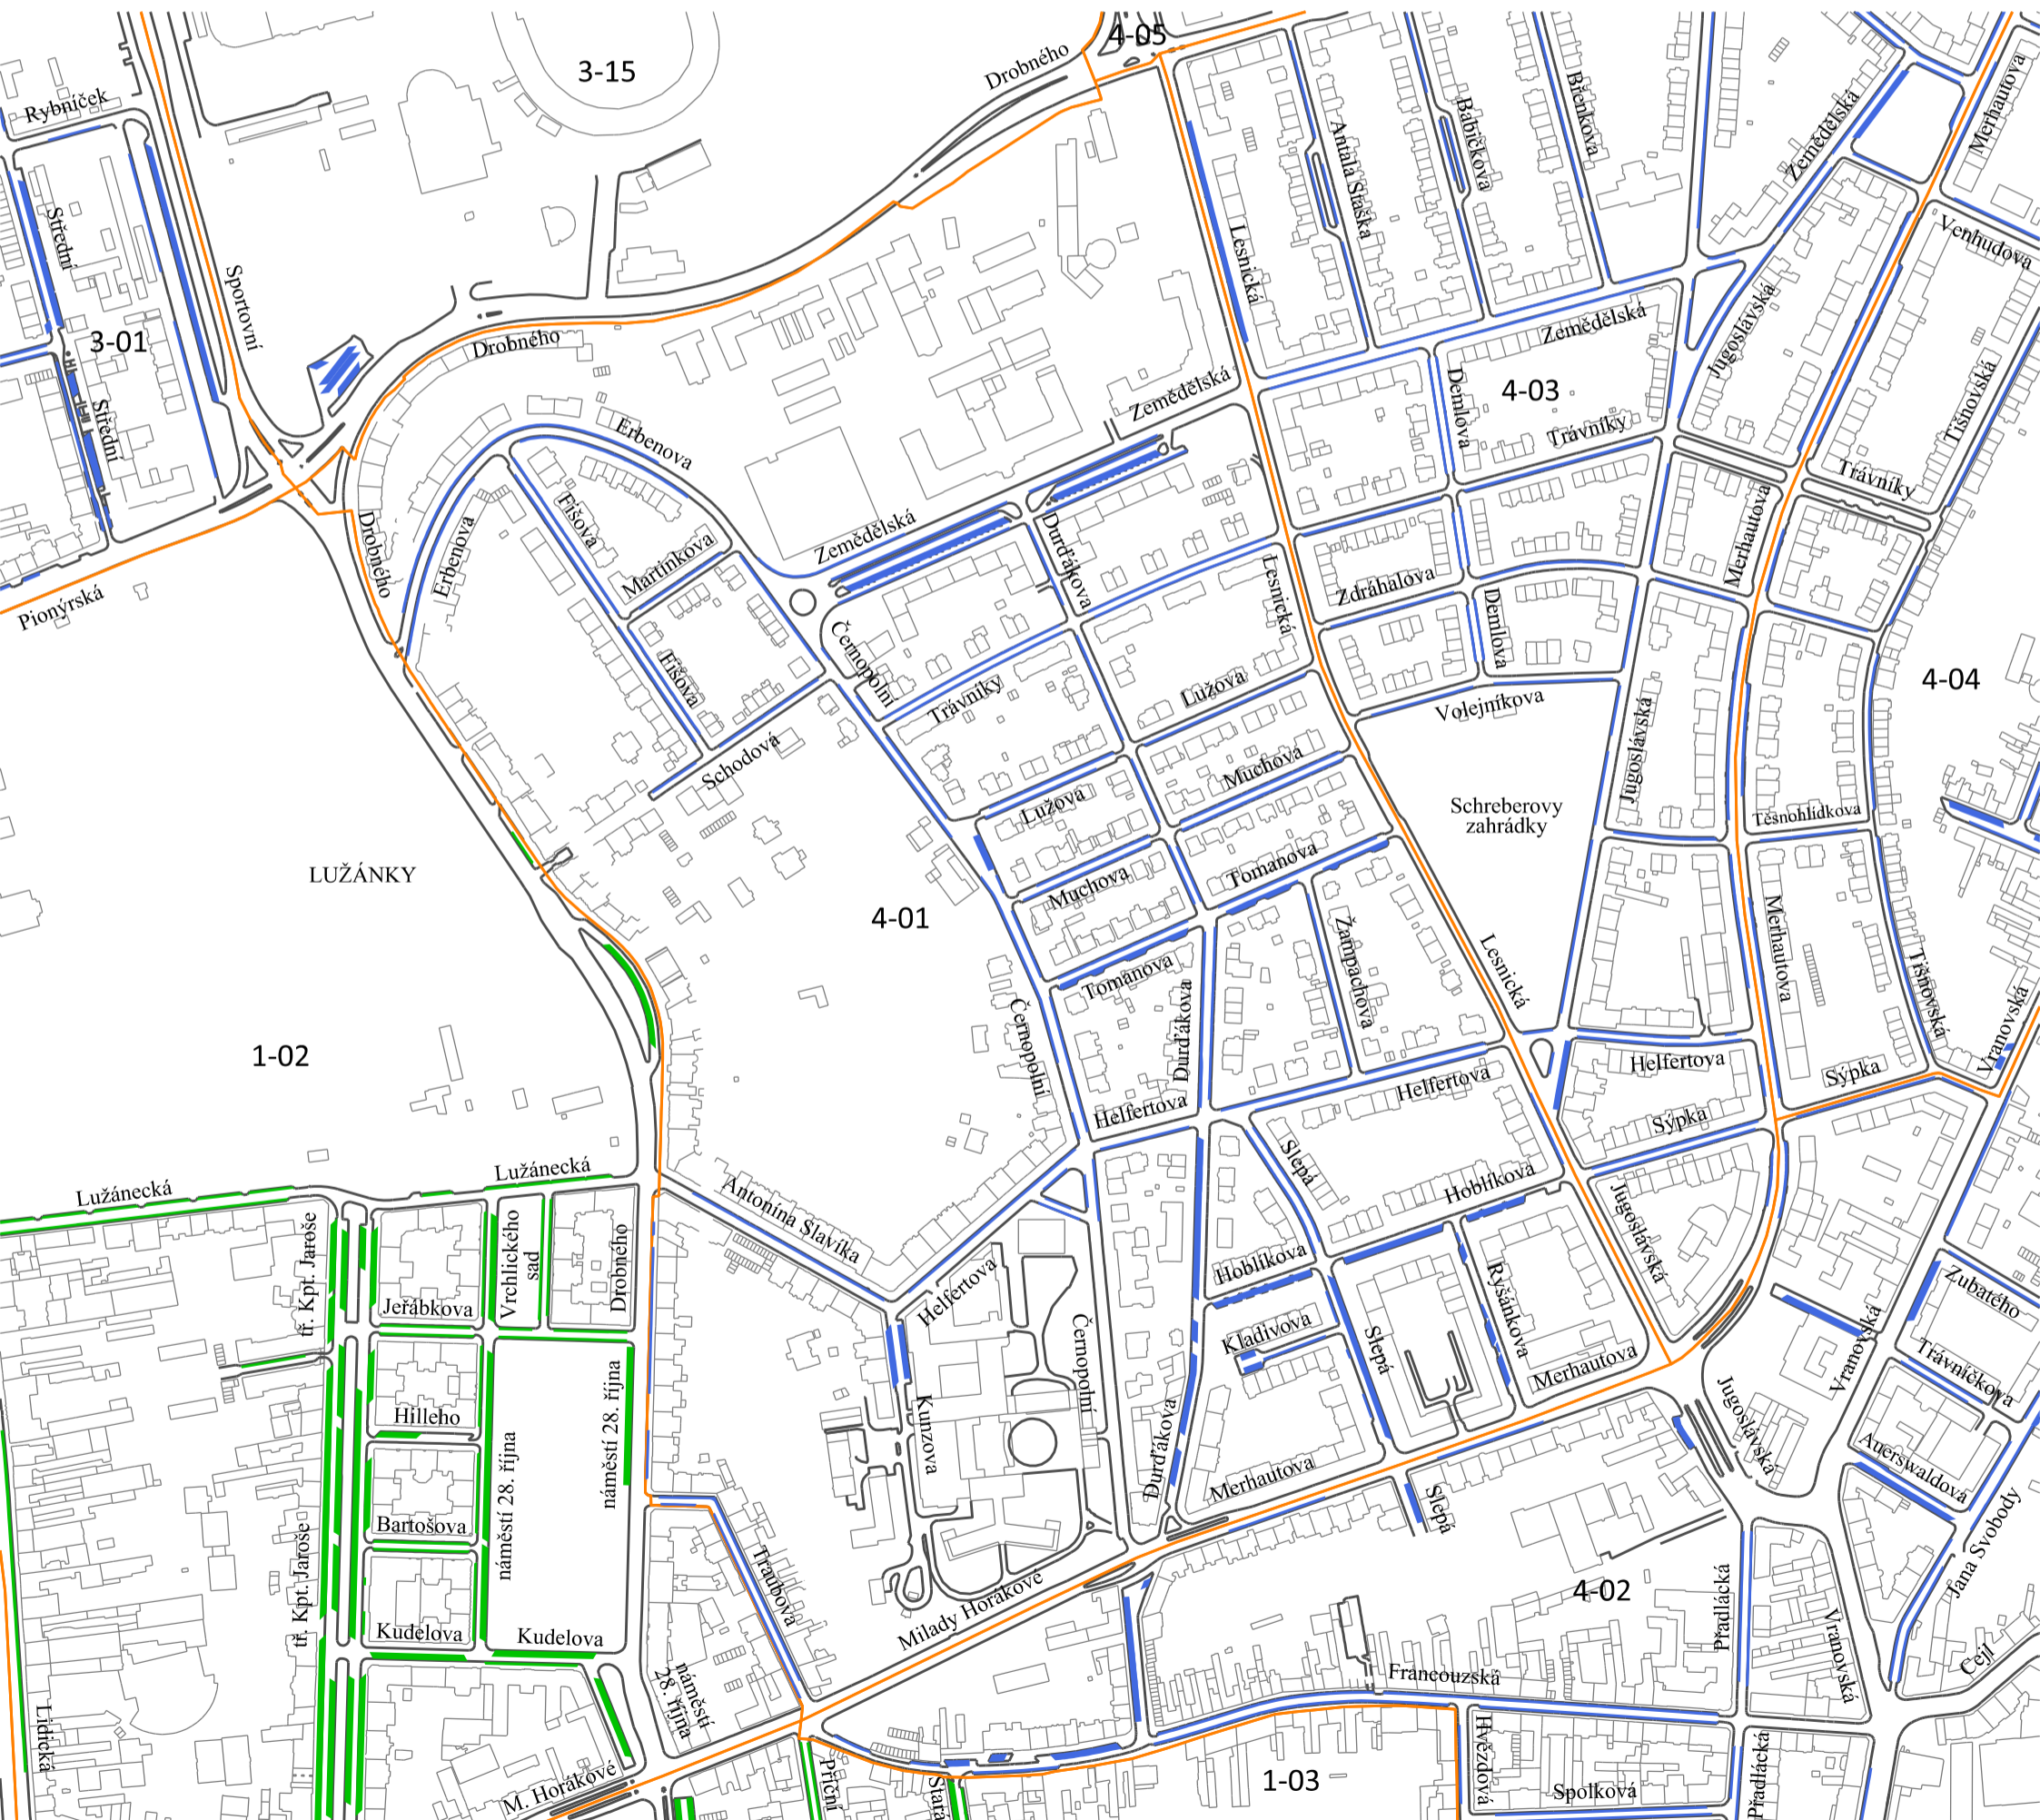 4-05
3-15
Drobného
Rybníček
Merhautova
Břenkova
Babičkova
Antala Staška
Zemědělská
Střední
Lesnická
Venhudova
Sportovní
3-01
Drobného
Zemědělská
Jugoslávská
4-03
Demlova
Zemědělská
Tišnovská
Střední
Erbenova
Trávníky
Trávníky
Fišova
Zemědělská
Durďákova
Merhautova
Drobného
Erbenova
Martinkova
Lesnická
Zdráhalova
Demlova
Pionýrská
Černopolní
Fišova
Trávníky
Lužova
Volejníkova
4-04
Jugoslávská
Schodová
Muchova
Lužova
Schreberovy
zahrádky
Těsnohlídkova
LUŽÁNKY
Muchova
Tomanova
4-01
Žampachova
Merhautova
Lesnická
Tišnovská
Tomanova
Durďákova
Černopolní
Vranovská
1-02
Helfertova
Helfertova
Sýpka
Helfertova
Sýpka
Slepá
Lužánecká
Lužánecká
Antonína Slavíka
Hoblíkova
Jugoslávská
tř. Kpt. Jaroše
Vrchlického
sad
Drobného
Jeřábkova
Hoblíkova
Helfertova
Ryšánkova
Zubatého
Kladivova
Slepá
Černopolní
Merhautova
Vranovská
Trávníčkova
Hilleho
náměstí 28. října
náměstí 28. října
Kunzova
Durďákova
Jugoslávská
Auerswaldova
Merhautova
Slepá
Bartošova
tř. Kpt. Jaroše
Traubova
Jana Svobody
4-02
Milady Horákové
Přadlácká
Vranovská
Kudelova
Kudelova
Cejl
Francouzská
náměstí
28. října
Lidická
M. Horákové
Příční
Stará
1-03
Hvězdová
Spolková
Přadlácká